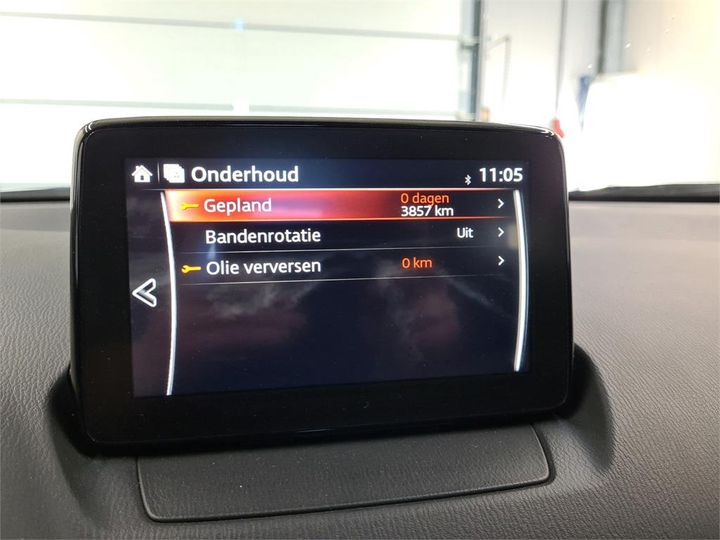 Onderhoud 11:05
Gepland 0 dagen
3857 km
Bandenrotatie Uit
Olie verversen 0 km